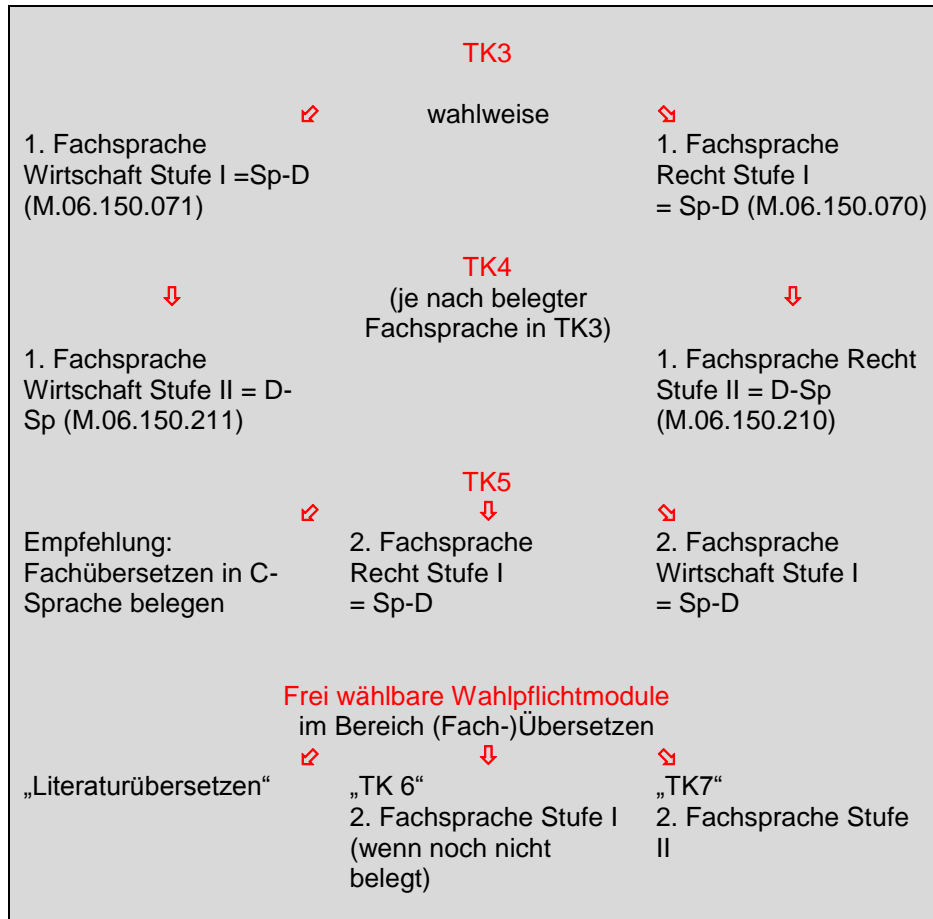 TK3
wahlweise
1. Fachsprache
Wirtschaft Stufe I =Sp-D
(M.06.150.071)
1. Fachsprache
Recht Stufe I
= Sp-D (M.06.150.070)
TK4
(je nach belegter
Fachsprache in TK3)
1. Fachsprache
Wirtschaft Stufe II = D-
Sp (M.06.150.211)
1. Fachsprache Recht
Stufe II = D-Sp
(M.06.150.210)
TK5
Empfehlung:
Fachübersetzen in C-
Sprache belegen
2. Fachsprache
Recht Stufe I
= Sp-D
2. Fachsprache
Wirtschaft Stufe I
= Sp-D
Frei wählbare Wahlpflichtmodule
im Bereich (Fach-)Übersetzen
„Literaturübersetzen“
„TK 6“
2. Fachsprache Stufe I
(wenn noch nicht
belegt)
„TK7“
2. Fachsprache Stufe
II